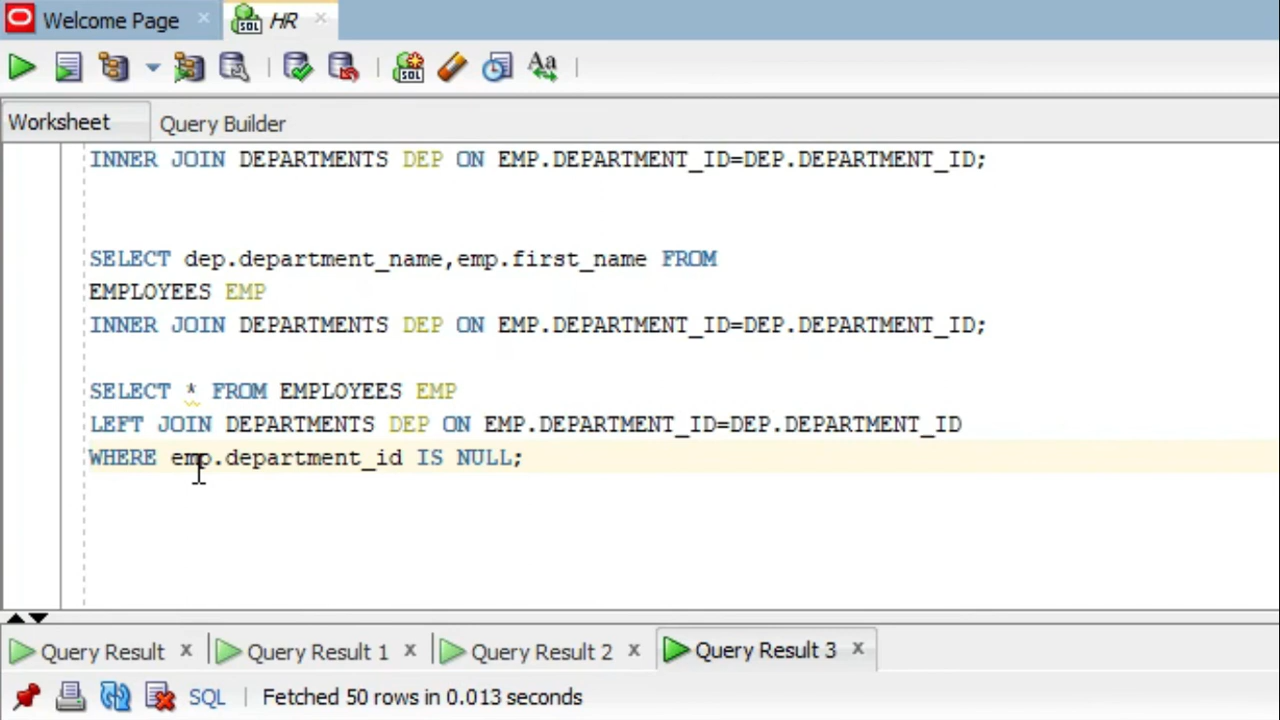 Welcome Page
HR
Worksheet
Query Builder
INNER JOIN DEPARTMENTS DEP ON EMP.DEPARTMENT_ID=DEP.DEPARTMENT_ID;
SELECT dep.department_name,emp.first_name FROM
EMPLOYEES EMP
INNER JOIN DEPARTMENTS DEP ON EMP.DEPARTMENT_ID=DEP.DEPARTMENT_ID;
SELECT * FROM EMPLOYEES EMP
LEFT JOIN DEPARTMENTS DEP ON EMP.DEPARTMENT_ID=DEP.DEPARTMENT_ID
WHERE emp.department_id IS NULL;
Query Result
Query Result 1
Query Result 2
Query Result 3
SQL
Fetched 50 rows in 0.013 seconds